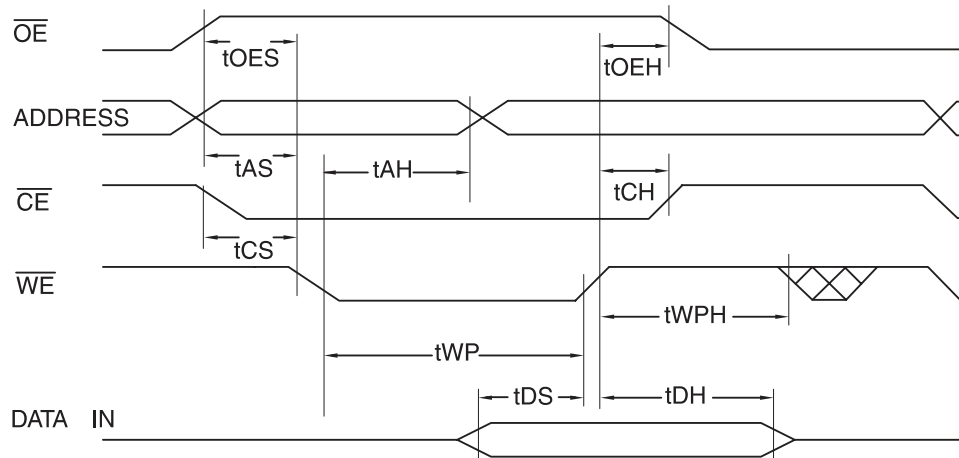 OE
tOES
tOEH
ADDRESS
tAS
tAH
tCH
CE
tCS
WE
tWPH
tWP
tDS
tDH
DATA IN